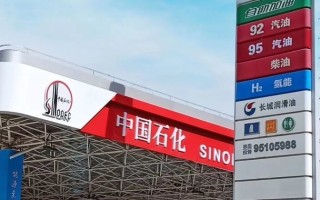 SINOPEC
中国石化 SINOP
自助加油
92 汽油
95 汽油
柴油
H₂ 氢能
长城润滑油
95105988